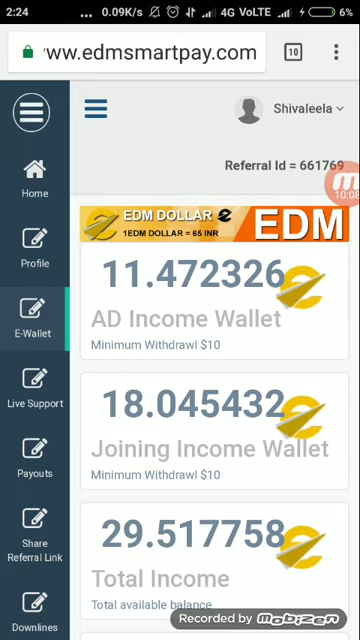 2:24 ... 0.09K/s 4G VoLTE 6%
ww.edmsmartpay.com 10
Shivaleela
Referral Id = 661769
10:08
EDM DOLLAR
1EDM DOLLAR = 65 INR
EDM
11.472326
AD Income Wallet
Minimum Withdrawl $10
18.045432
Joining Income Wallet
Minimum Withdrawl $10
29.517758
Total Income
Total available balance
Home
Profile
E-Wallet
Live Support
Payouts
Share
Referral Link
Downlines
Recorded by Mobizen